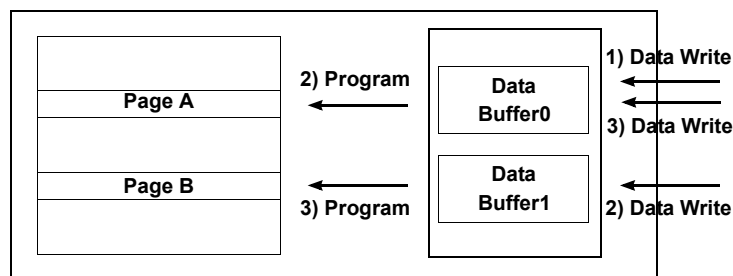 1) Data Write
2) Program
Data
Buffer0
Page A
3) Data Write
Page B
Data
Buffer1
3) Program
2) Data Write